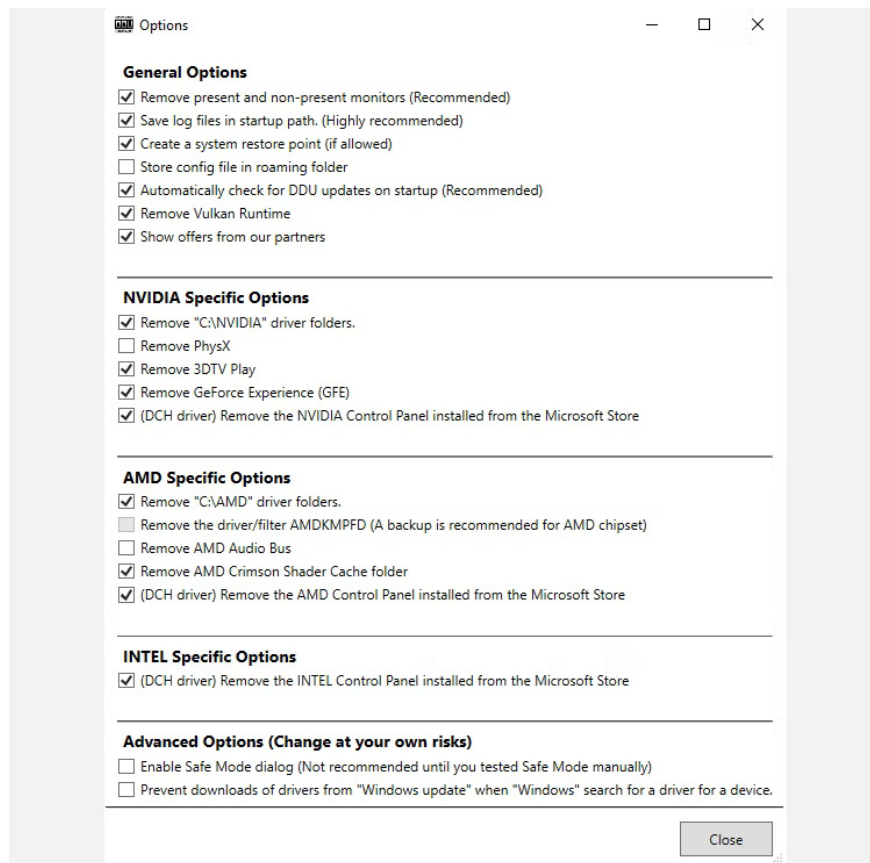 Options
General Options
Remove present and non-present monitors (Recommended)
Save log files in startup path. (Highly recommended)
Create a system restore point (if allowed)
Store config file in roaming folder
Automatically check for DDU updates on startup (Recommended)
Remove Vulkan Runtime
Show offers from our partners
NVIDIA Specific Options
Remove "C:\NVIDIA" driver folders.
Remove PhysX
Remove 3DTV Play
Remove GeForce Experience (GFE)
(DCH driver) Remove the NVIDIA Control Panel installed from the Microsoft Store
AMD Specific Options
Remove "C:\AMD" driver folders.
Remove the driver/filter AMDKMPFD (A backup is recommended for AMD chipset)
Remove AMD Audio Bus
Remove AMD Crimson Shader Cache folder
(DCH driver) Remove the AMD Control Panel installed from the Microsoft Store
INTEL Specific Options
(DCH driver) Remove the INTEL Control Panel installed from the Microsoft Store
Advanced Options (Change at your own risks)
Enable Safe Mode dialog (Not recommended until you tested Safe Mode manually)
Prevent downloads of drivers from "Windows update" when "Windows" search for a driver for a device.
Close